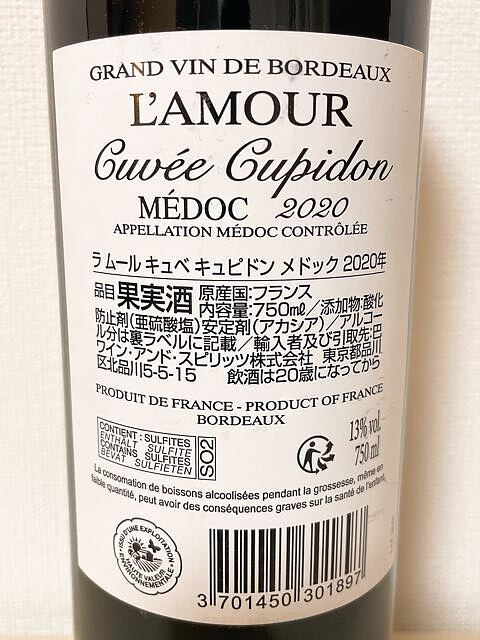 GRAND VIN DE BORDEAUX
L'AMOUR
Cuvée Cupidon
MÉDOC 2020
APPELLATION MÉDOC CONTRÔLÉE
ラ ムール キュベ キュピドン メドック 2020年
品目 果実酒 原産国:フランス
内容量:750mℓ/添加物:酸化
防止剤(亜硫酸塩)安定剤(アカシア)/アルコー
ル分は裏ラベルに記載/輸入者及び引取先:巴
ワイン・アンド・スピリッツ株式会社 東京都品川
区北品川5-5-15 飲酒は20歳になってから
PRODUIT DE FRANCE - PRODUCT OF FRANCE
BORDEAUX
CONTIENT : SULFITES
ENTHÄLT SULFITE
CONTAINS SULFITES
BEVAT SULFIETEN
SO2
13% vol.
750 ml
La consomation de boissons alcoolisées pendant la grossesse, même en
faible quantité, peut avoir des conséquences graves sur la santé de l'enfant.
ISSU D'UNE EXPLOITATION
HAUTE VALEUR
ENVIRONNEMENTALE
3 701450 301897